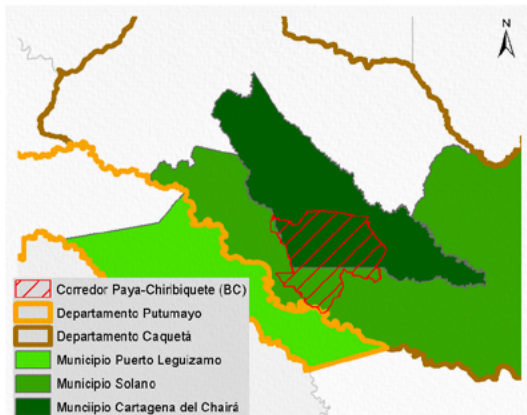 N
Corredor Paya-Chiribiquete (BC)
Departamento Putumayo
Departamento Caquetá
Municipio Puerto Leguizamo
Municipio Solano
Munciipio Cartagena del Chairá